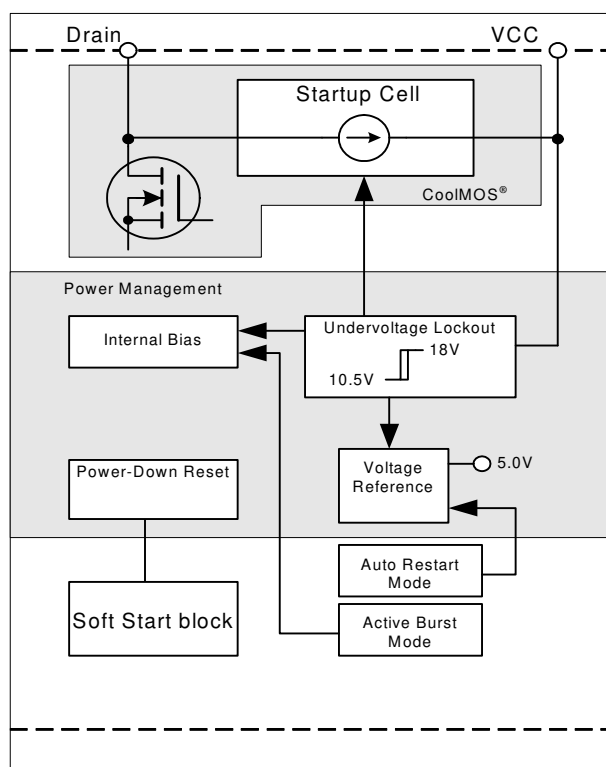 Drain
VCC
Startup Cell
CoolMOS®
Power Management
Internal Bias
Undervoltage Lockout
18V
10.5V
Power-Down Reset
Voltage
Reference
5.0V
Auto Restart
Mode
Soft Start block
Active Burst
Mode